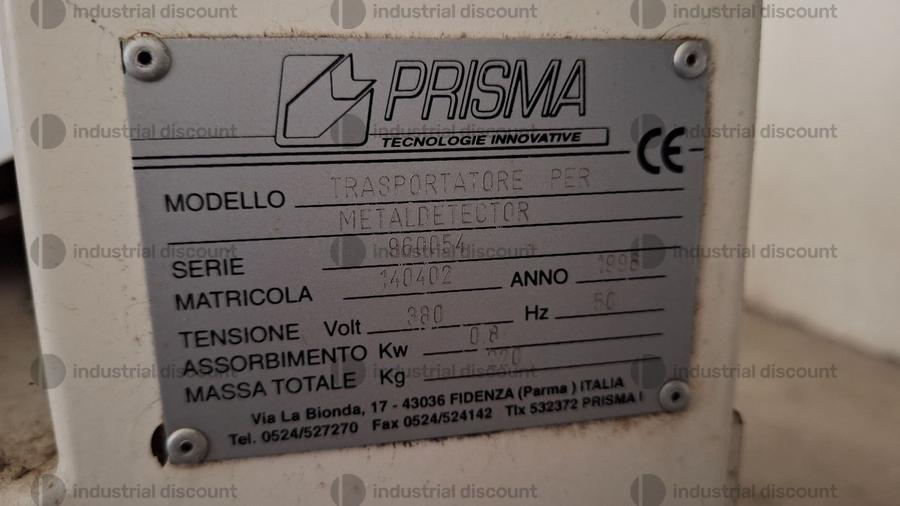 PRISMA
TECNOLOGIE INNOVATIVE
CE
MODELLO TRASPORTATORE PER
METALDETECTOR
SERIE 960054
MATRICOLA 140402 ANNO
TENSIONE Volt 380 Hz 50
ASSORBIMENTO Kw 0,8
MASSA TOTALE Kg
Via La Bionda, 17 - 43036 FIDENZA (Parma ) ITALIA
Tel. 0524/527270 Fax 0524/524142 Tlx 532372 PRISMA I
industrial discount